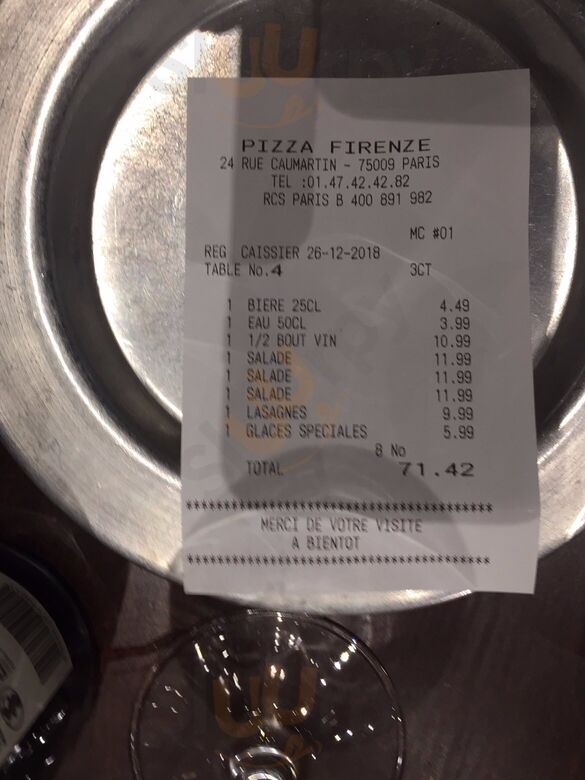 PIZZA FIRENZE
24 RUE CAUMARTIN - 75009 PARIS
TEL :01.47.42.42.82
RCS PARIS B 400 891 982
MC #01
REG CAISSIER 26-12-2018
TABLE No.4 3CT
1 BIERE 25CL 4.49
1 EAU 50CL 3.99
1 1/2 BOUT VIN 10.99
1 SALADE 11.99
1 SALADE 11.99
1 SALADE 11.99
1 LASAGNES 9.99
1 GLACES SPECIALES 5.99
8 No
TOTAL 71.42
****************************************
MERCI DE VOTRE VISITE
A BIENTOT
****************************************